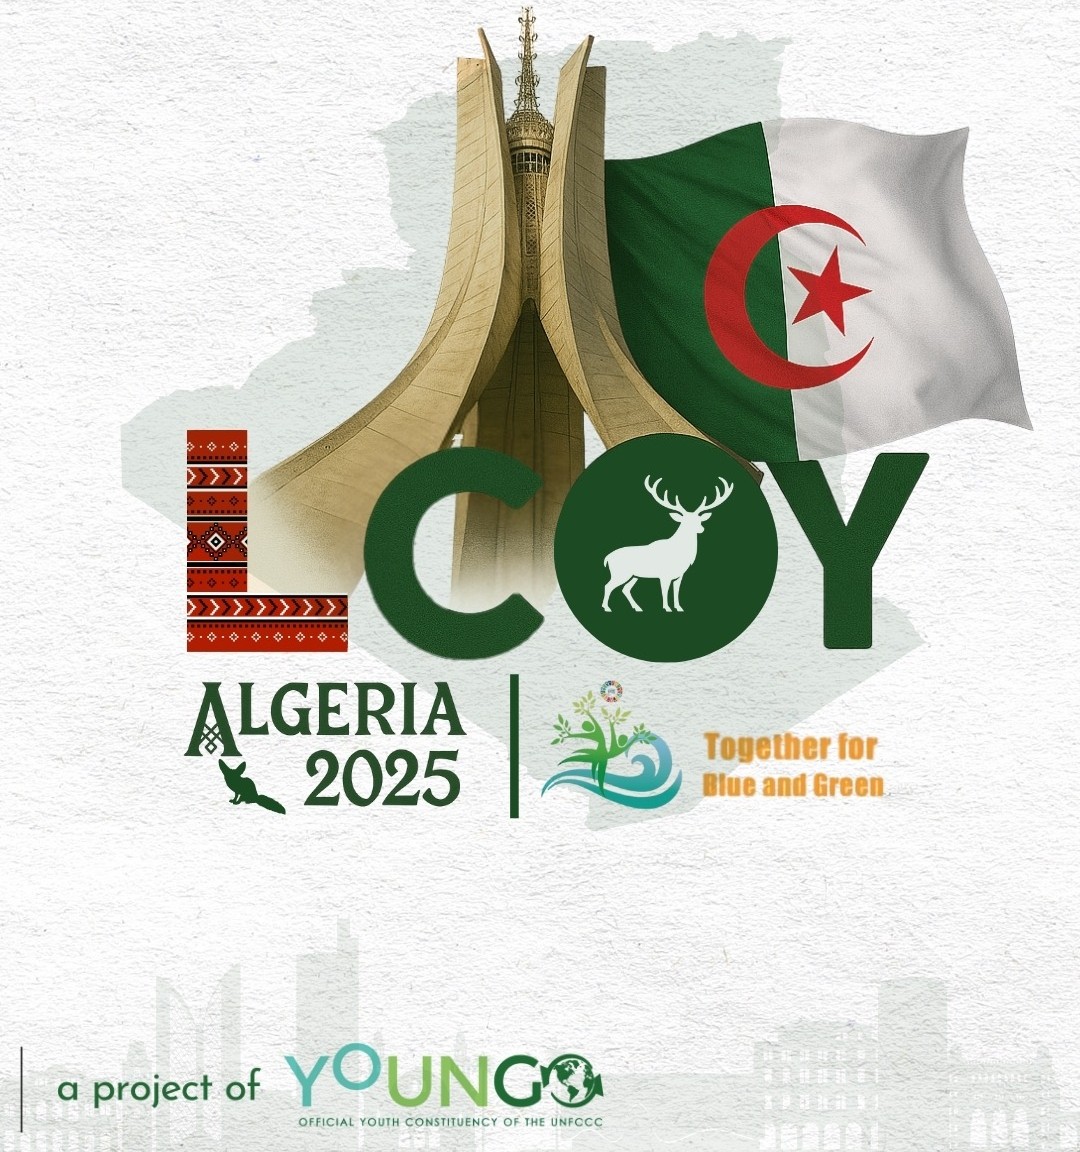 LCOY
ALGERIA
2025
Together for
Blue and Green
a project of YOUNGO
OFFICIAL YOUTH CONSTITUENCY OF THE UNFCCC